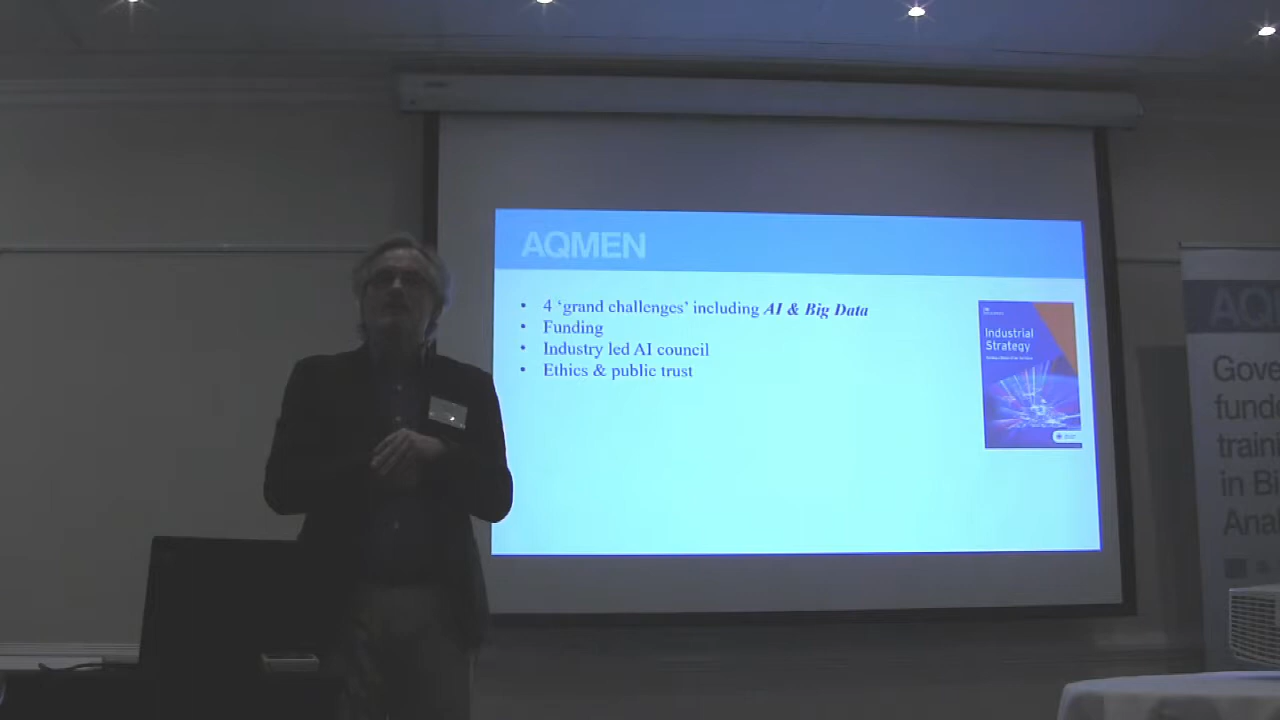 AQMEN
• 4 ‘grand challenges’ including AI & Big Data
• Funding
• Industry led AI council
• Ethics & public trust
Industrial
Strategy
AQ
Gove
funde
traini
in Bi
Ana